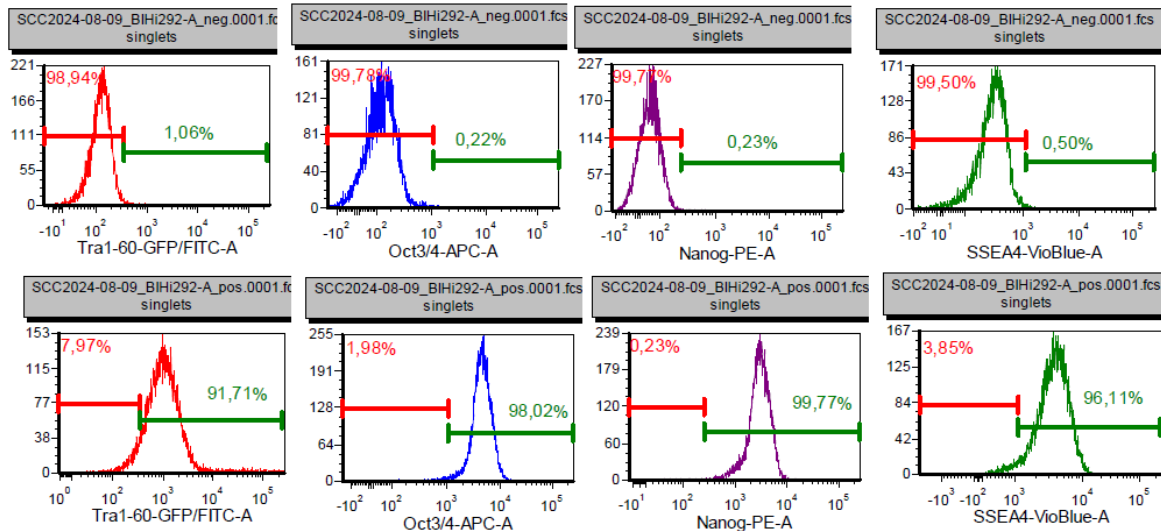 SCC2024-08-09_BIHi292-A_neg.0001.fcs
singlets
221
166
111
55
0
98,94%
1,06%
-10¹ 10² 10³ 10⁴ 10⁵
Tra1-60-GFP/FITC-A
SCC2024-08-09_BIHi292-A_neg.0001.fcs
singlets
161
121
81
40
0
99,78%
0,22%
-10² 10² 10³ 10⁴ 10⁵
Oct3/4-APC-A
SCC2024-08-09_BIHi292-A_neg.0001.fcs
singlets
227
170
114
57
0
99,77%
0,23%
-10² 10² 10³ 10⁴ 10⁵
Nanog-PE-A
SCC2024-08-09_BIHi292-A_neg.0001.fcs
singlets
171
128
86
43
0
99,50%
0,50%
-10² 10¹ 10³ 10⁴ 10⁵
SSEA4-VioBlue-A
SCC2024-08-09_BIHi292-A_pos.0001.fcs
singlets
153
115
77
38
0
7,97%
91,71%
10⁰ 10² 10³ 10⁴ 10⁵
Tra1-60-GFP/FITC-A
SCC2024-08-09_BIHi292-A_pos.0001.fcs
singlets
255
191
128
64
0
1,98%
98,02%
-10² 10² 10³ 10⁴ 10⁵
Oct3/4-APC-A
SCC2024-08-09_BIHi292-A_pos.0001.fcs
singlets
239
179
120
60
0
0,23%
99,77%
-10² 10² 10³ 10⁴ 10⁵
Nanog-PE-A
SCC2024-08-09_BIHi292-A_pos.0001.fcs
singlets
167
125
84
42
0
3,85%
96,11%
-10³ -10² 10³ 10⁴ 10⁵
SSEA4-VioBlue-A